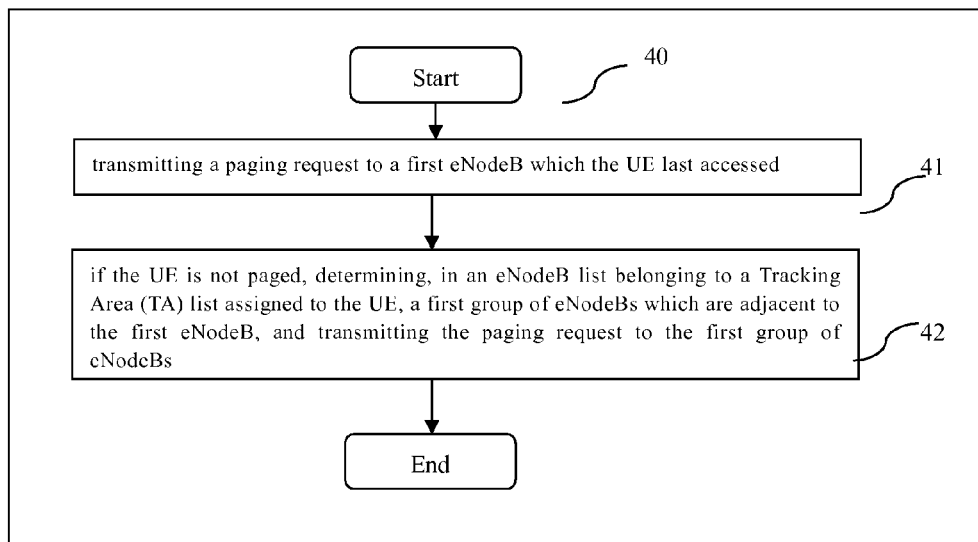 Start
40
transmitting a paging request to a first eNodeB which the UE last accessed
41
if the UE is not paged, determining, in an eNodeB list belonging to a Tracking
Area (TA) list assigned to the UE, a first group of eNodeBs which are adjacent to
the first eNodeB, and transmitting the paging request to the first group of
eNodeBs
42
End